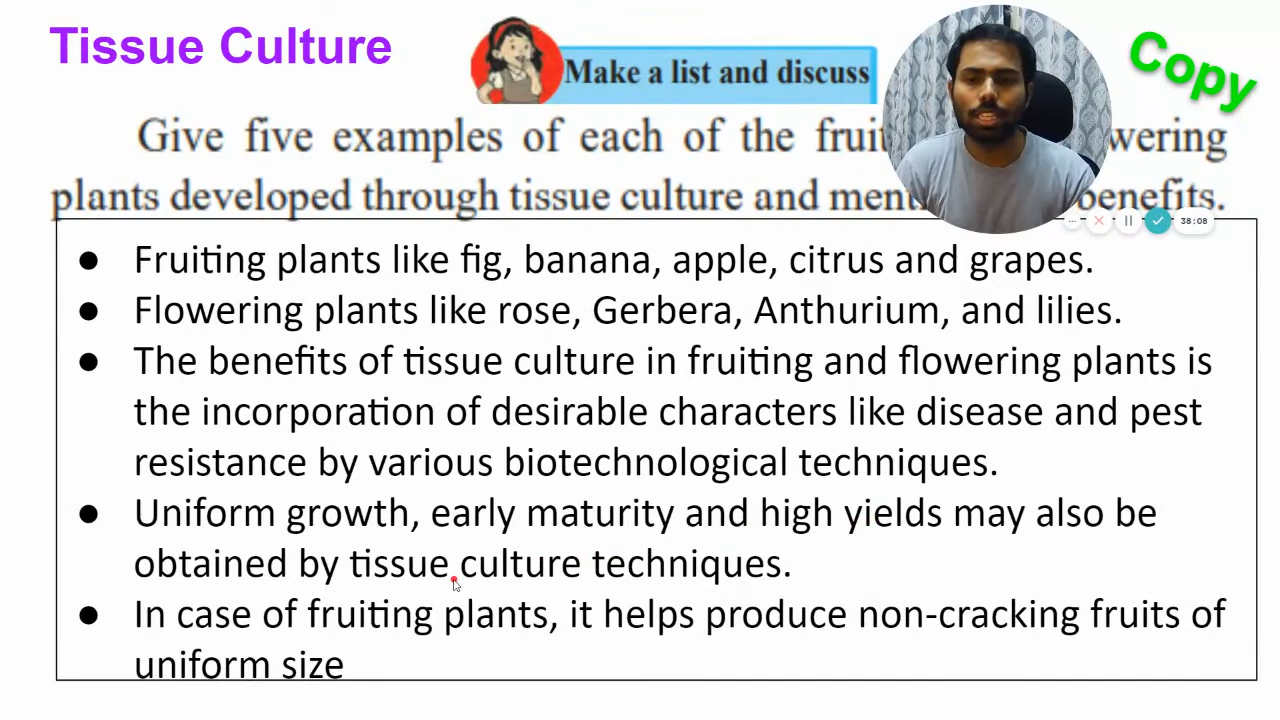 Tissue Culture
Make a list and discuss
Copy
Give five examples of each of the
plants developed through tissue culture and benefits.
38:08
● Fruiting plants like fig, banana, apple, citrus and grapes.
● Flowering plants like rose, Gerbera, Anthurium, and lilies.
● The benefits of tissue culture in fruiting and flowering plants is
the incorporation of desirable characters like disease and pest
resistance by various biotechnological techniques.
● Uniform growth, early maturity and high yields may also be
obtained by tissue culture techniques.
● In case of fruiting plants, it helps produce non-cracking fruits of
uniform size